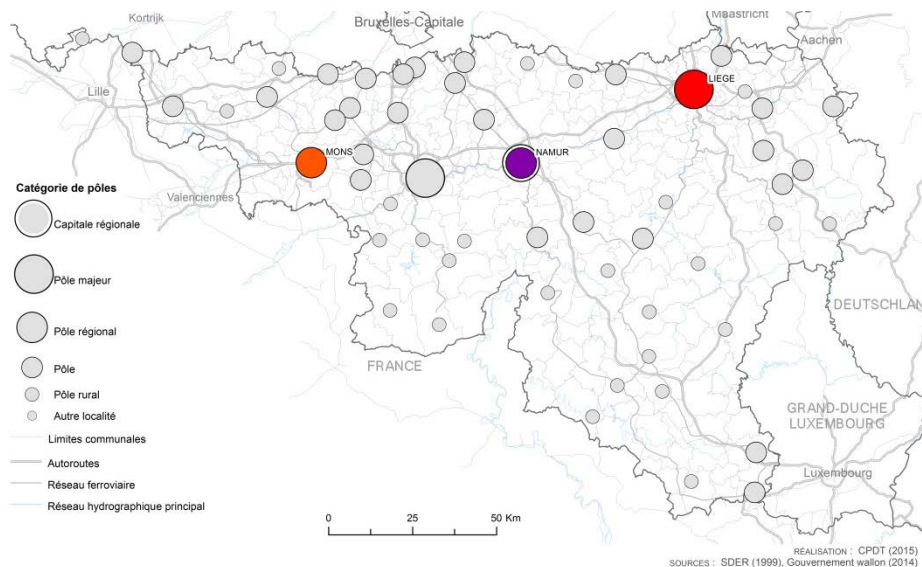 Kortrijk
Bruxelles-Capitale
Maastricht
Aachen
Lille
LIEGE
MONS
NAMUR
Valenciennes
Catégorie de pôles
Capitale régionale
Pôle majeur
Pôle régional
Pôle
Pôle rural
Autre localité
Limites communales
Autoroutes
Réseau ferroviaire
Réseau hydrographique principal
FRANCE
DEUTSCHLAN
GRAND-DUCHE
LUXEMBOURG
Luxembourg
0 25 50 Km
RÉALISATION : CPDT (2015)
SOURCES : SDER (1999), Gouvernement wallon (2014)